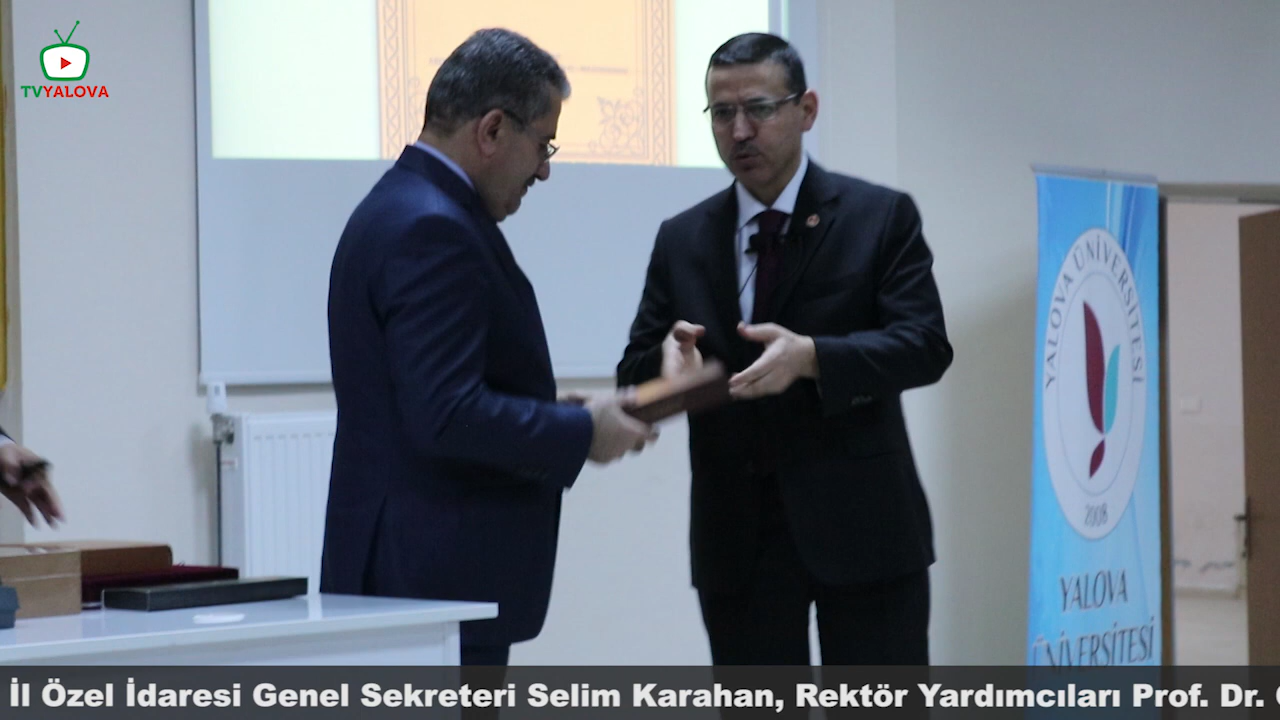 TVYALOVA
YALOVA ÜNİVERSİTESİ
2008
YALOVA
ÜNİVERSİTESİ
İl Özel İdaresi Genel Sekreteri Selim Karahan, Rektör Yardımcıları Prof. Dr.